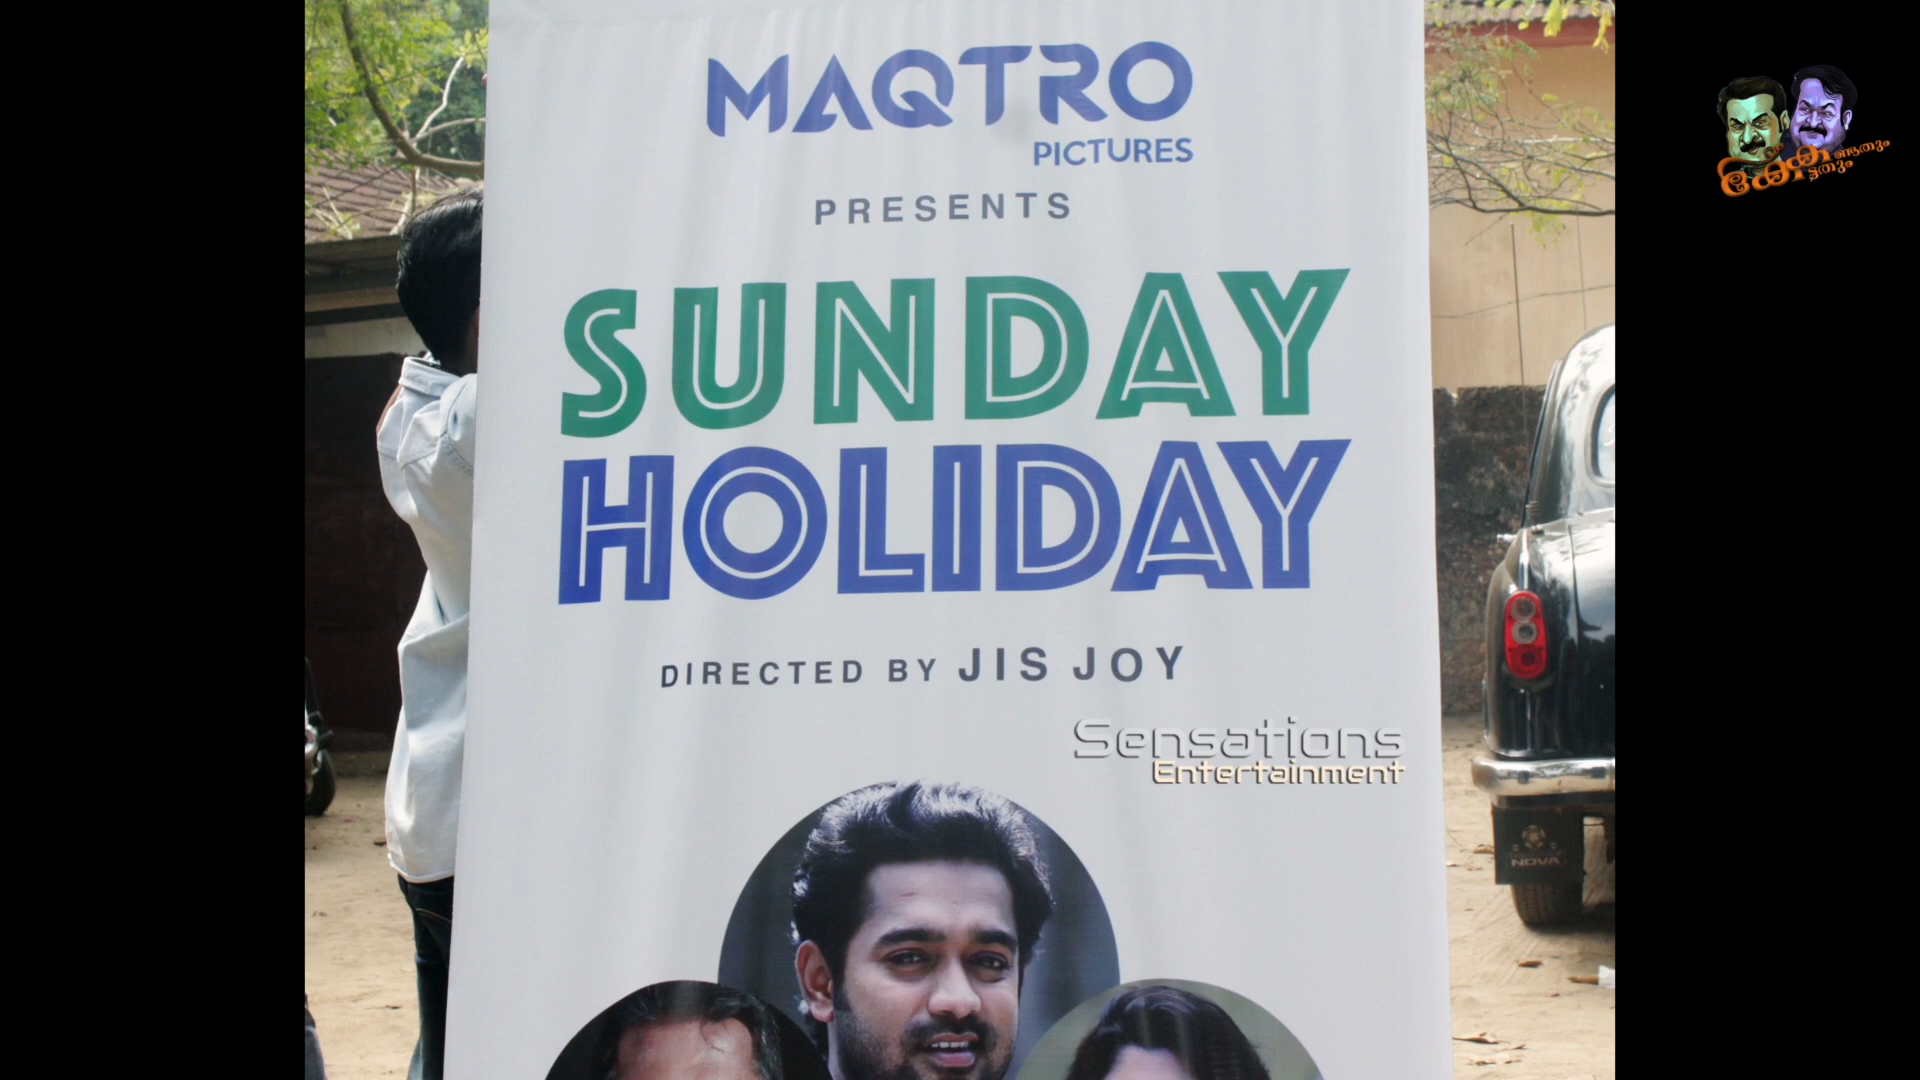 MAQTRO
PICTURES
PRESENTS
SUNDAY
HOLIDAY
DIRECTED BY JIS JOY
Sensations
Entertainment
NOVA